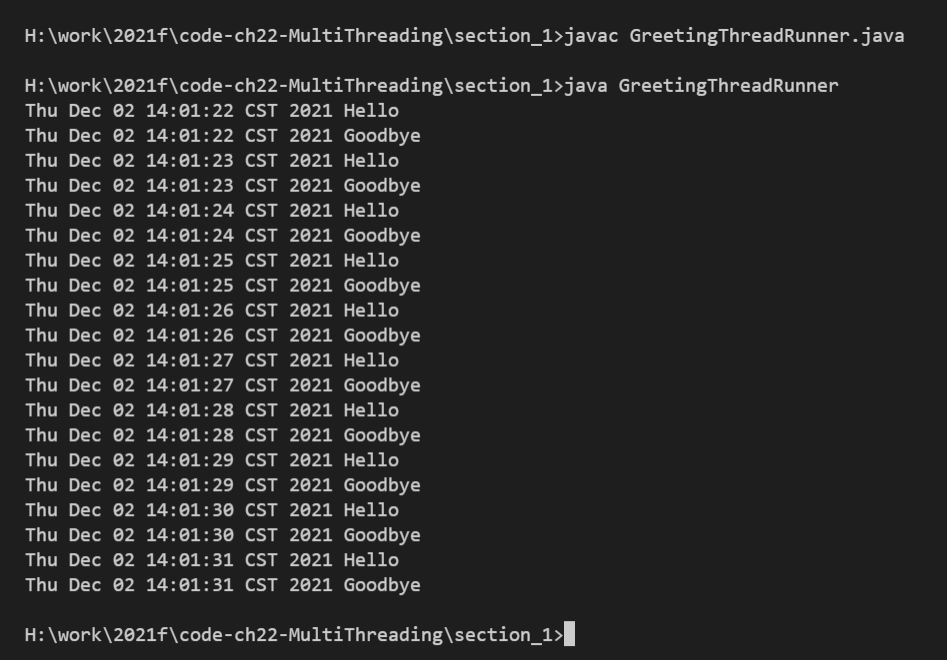 H:\work\2021f\code-ch22-MultiThreading\section_1>javac GreetingThreadRunner.java
H:\work\2021f\code-ch22-MultiThreading\section_1>java GreetingThreadRunner
Thu Dec 02 14:01:22 CST 2021 Hello
Thu Dec 02 14:01:22 CST 2021 Goodbye
Thu Dec 02 14:01:23 CST 2021 Hello
Thu Dec 02 14:01:23 CST 2021 Goodbye
Thu Dec 02 14:01:24 CST 2021 Hello
Thu Dec 02 14:01:24 CST 2021 Goodbye
Thu Dec 02 14:01:25 CST 2021 Hello
Thu Dec 02 14:01:25 CST 2021 Goodbye
Thu Dec 02 14:01:26 CST 2021 Hello
Thu Dec 02 14:01:26 CST 2021 Goodbye
Thu Dec 02 14:01:27 CST 2021 Hello
Thu Dec 02 14:01:27 CST 2021 Goodbye
Thu Dec 02 14:01:28 CST 2021 Hello
Thu Dec 02 14:01:28 CST 2021 Goodbye
Thu Dec 02 14:01:29 CST 2021 Hello
Thu Dec 02 14:01:29 CST 2021 Goodbye
Thu Dec 02 14:01:30 CST 2021 Hello
Thu Dec 02 14:01:30 CST 2021 Goodbye
Thu Dec 02 14:01:31 CST 2021 Hello
Thu Dec 02 14:01:31 CST 2021 Goodbye
H:\work\2021f\code-ch22-MultiThreading\section_1>